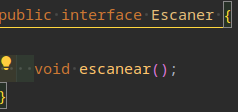 public interface Escaner {
void escanear();
}